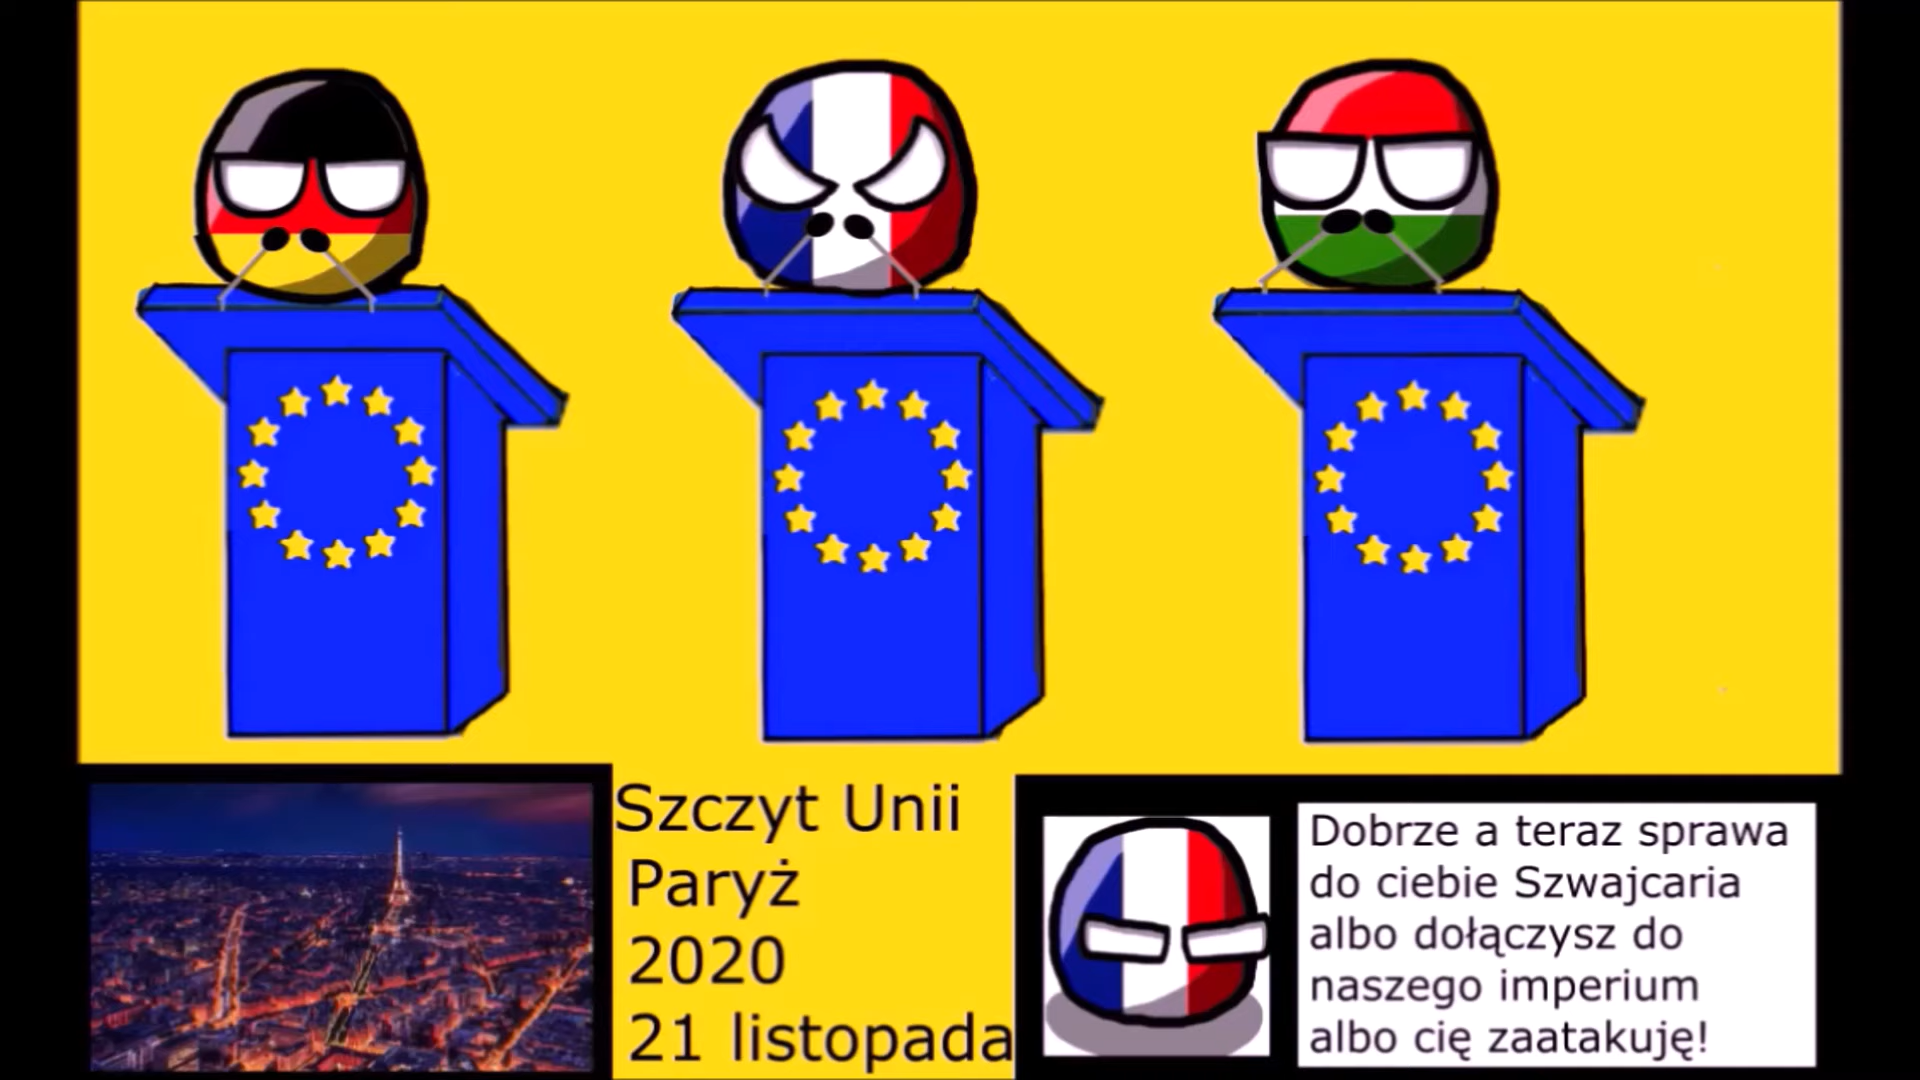 Szczyt Unii
Paryż
2020
21 listopada
Dobrze a teraz sprawa
do ciebie Szwajcaria
albo dołączysz do
naszego imperium
albo cię zaatakuję!